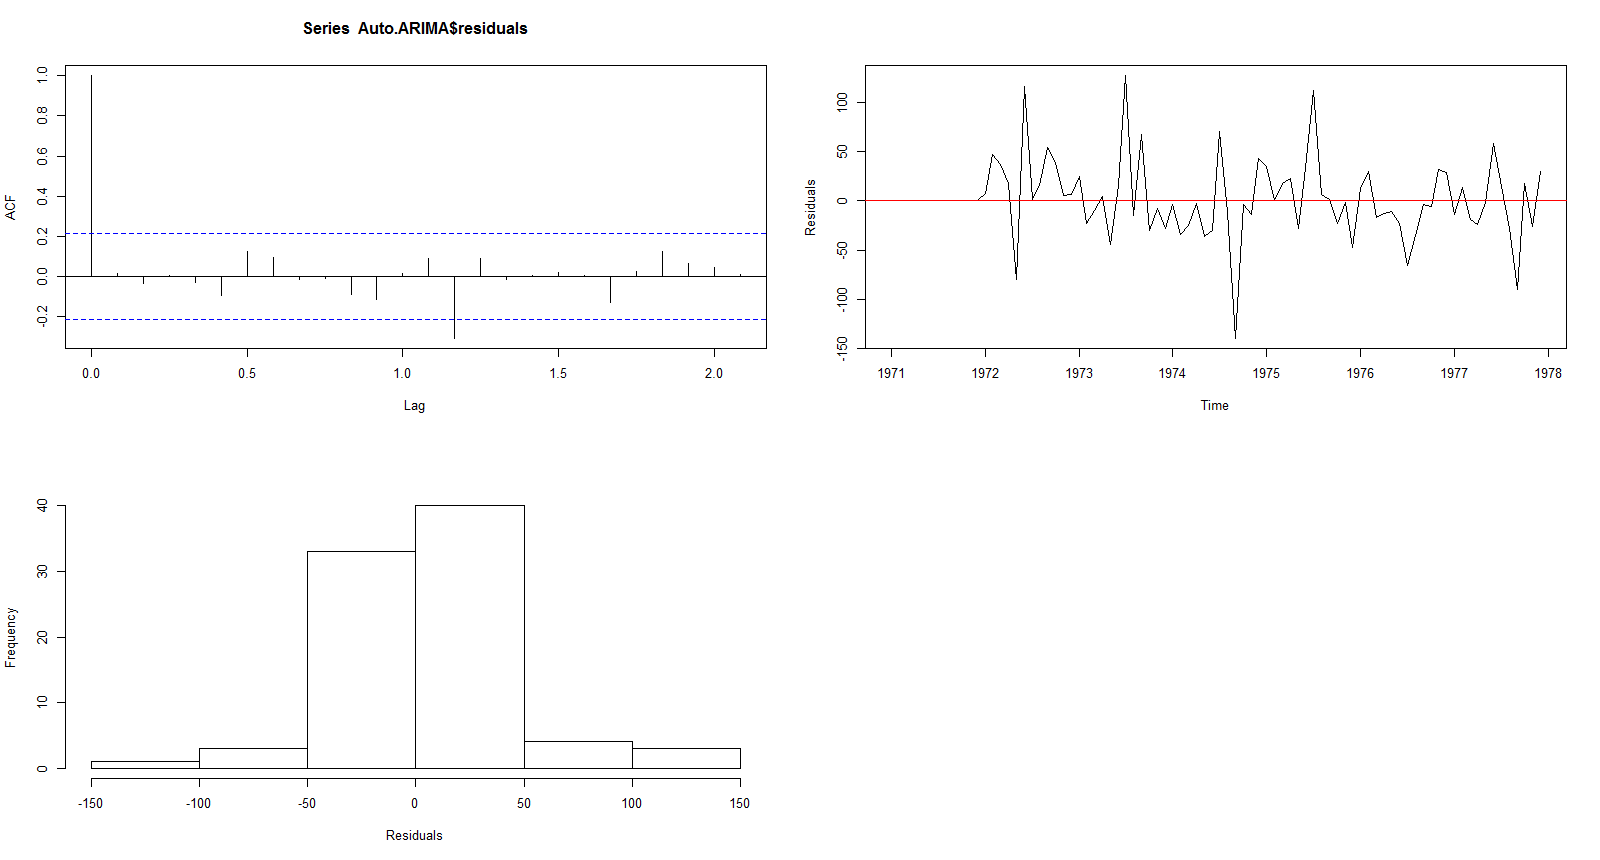 Series Auto.ARIMA$residuals
ACF
1.0
0.8
0.6
0.4
0.2
0.0
-0.2
0.0 0.5 1.0 1.5 2.0
Lag
Residuals
100
50
0
-50
-100
-150
1971 1972 1973 1974 1975 1976 1977 1978
Time
Frequency
40
30
20
10
0
-150 -100 -50 0 50 100 150
Residuals